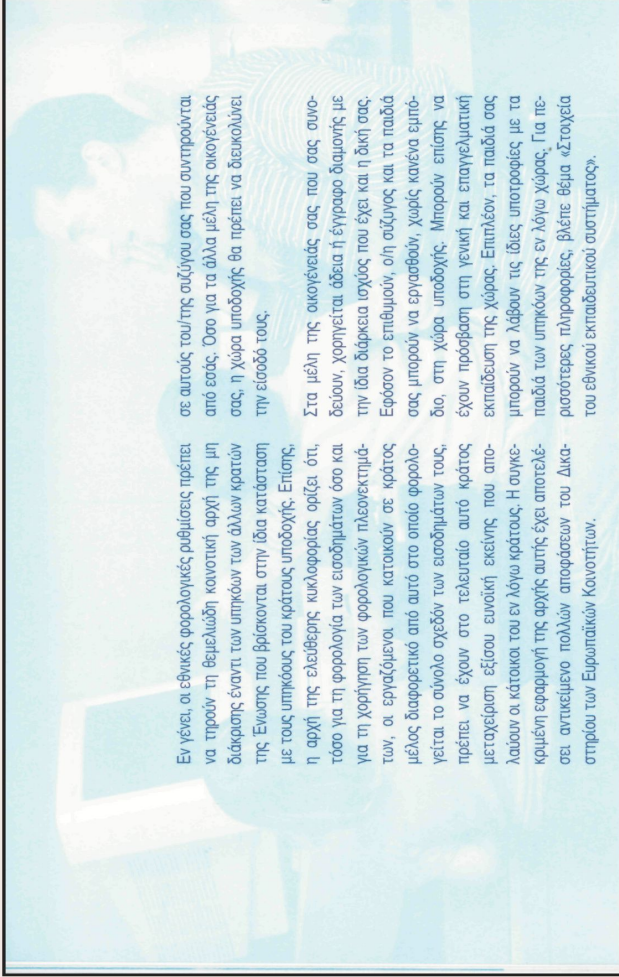 Εν γένει, οι εθνικές φορολογικές ρυθμίσεις πρέπει
να τηρούν τη θεμελιώδη κοινοτική αρχή της μη
διάκρισης έναντι των υπηκόων των άλλων κρατών
της Ένωσης που βρίσκονται στην ίδια κατάσταση
με τους υπηκόους του κράτους υποδοχής. Επίσης,
η αρχή της ελεύθερης κυκλοφορίας ορίζει ότι,
τόσο για τη φορολογία των εισοδημάτων όσο και
για τη χορήγηση των φορολογικών πλεονεκτημά-
των, οι εργαζόμενοι που κατοικούν σε κράτος
μέλος διαφορετικό από αυτό στο οποίο φορολο-
γείται το σύνολο σχεδόν των εισοδημάτων τους,
πρέπει να έχουν στο τελευταίο αυτό κράτος
μεταχείριση εξίσου ευνοϊκή εκείνης που απο-
λαύουν οι κάτοικοι του εν λόγω κράτους. Η συγκε-
κριμένη εφαρμογή της αρχής αυτής έχει αποτελέ-
σει αντικείμενο πολλών αποφάσεων του Δικα-
στηρίου των Ευρωπαϊκών Κοινοτήτων.
σε αυτούς του/της συζύγου σας που συντηρούνται
από εσάς. Όσο για τα άλλα μέλη της οικογένειάς
σας, η χώρα υποδοχής θα πρέπει να διευκολύνει
την είσοδό τους.
Στα μέλη της οικογένειάς σας που σας συνο-
δεύουν, χορηγείται άδεια ή έγγραφο διαμονής με
την ίδια διάρκεια ισχύος που έχει και η δική σας.
Εφόσον το επιθυμούν, ο/η σύζυγος και τα παιδιά
σας μπορούν να εργασθούν, χωρίς κανένα εμπό-
διο, στη χώρα υποδοχής. Μπορούν επίσης να
έχουν πρόσβαση στη γενική και επαγγελματική
εκπαίδευση της χώρας. Επιπλέον, τα παιδιά σας
μπορούν να λάβουν τις ίδιες υποτροφίες με τα
παιδιά των υπηκόων της εν λόγω χώρας. Για πε-
ρισσότερες πληροφορίες, βλέπε θέμα «Στοιχεία
του εθνικού εκπαιδευτικού συστήματος».